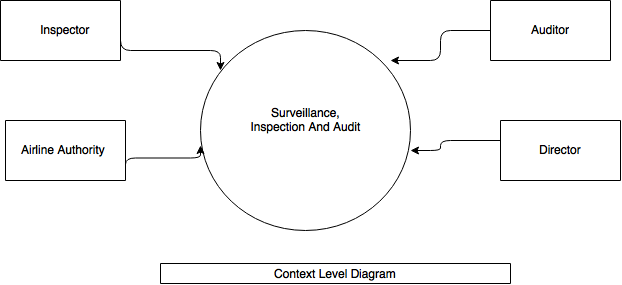 Inspector
Auditor
Surveillance,
Inspection And Audit
Airline Authority
Director
Context Level Diagram